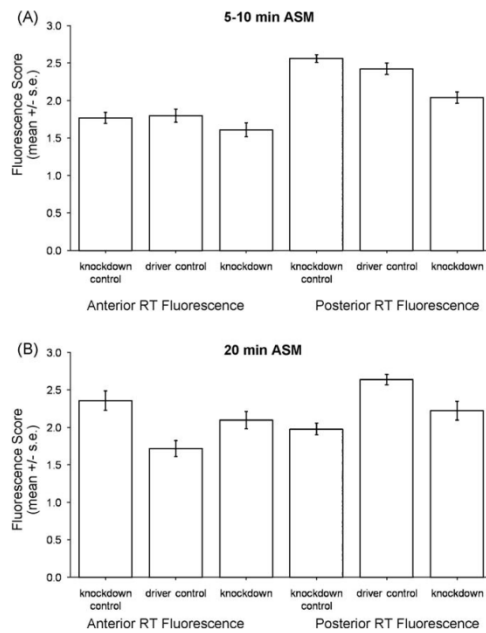 (A)
5-10 min ASM
Fluorescence Score
(mean +/- s.e.)
3.0
2.5
2.0
1.5
1.0
0.5
0.0
knockdown
control
driver control
knockdown
knockdown
control
driver control
knockdown
Anterior RT Fluorescence
Posterior RT Fluorescence
(B)
20 min ASM
Fluorescence Score
(mean +/- s.e.)
3.0
2.5
2.0
1.5
1.0
0.5
0.0
knockdown
control
driver control
knockdown
knockdown
control
driver control
knockdown
Anterior RT Fluorescence
Posterior RT Fluorescence